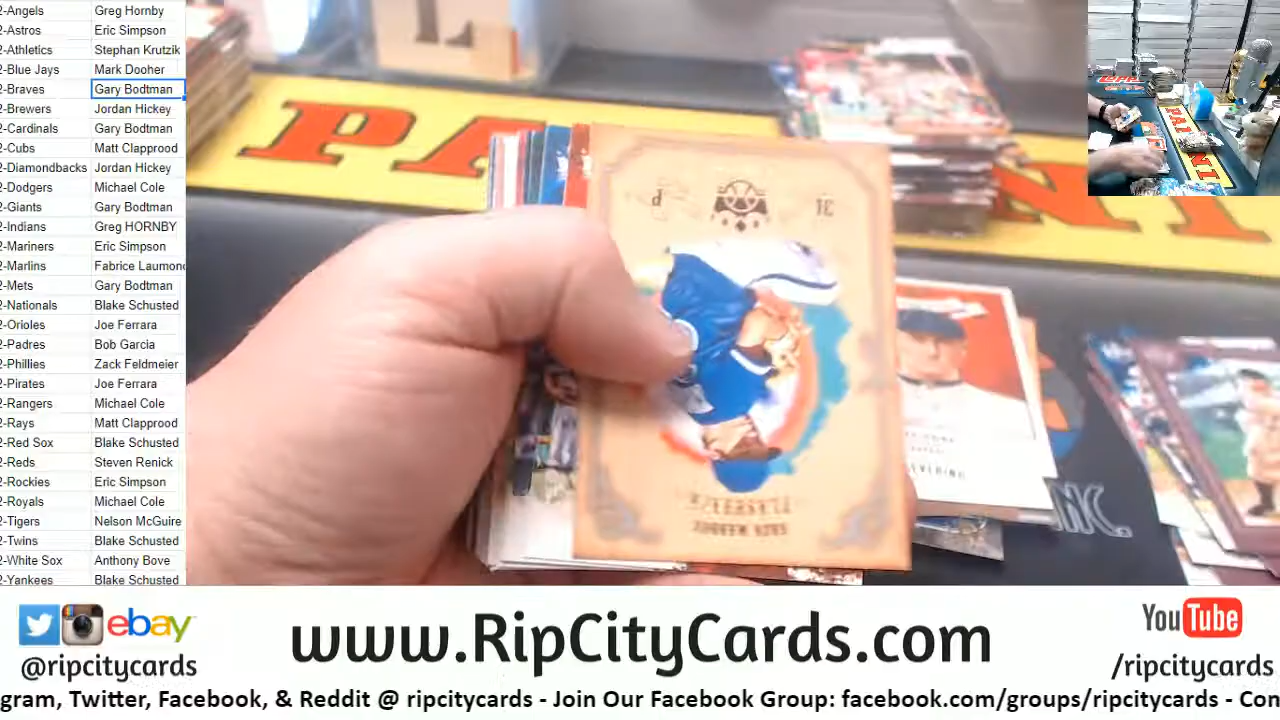 2-Angels Greg Hornby
2-Astros Eric Simpson
2-Athletics Stephan Krutzik
2-Blue Jays Mark Dooher
2-Braves Gary Bodtman
2-Brewers Jordan Hickey
2-Cardinals Gary Bodtman
2-Cubs Matt Clapprood
2-Diamondbacks Jordan Hickey
2-Dodgers Michael Cole
2-Giants Gary Bodtman
2-Indians Greg HORNBY
2-Mariners Eric Simpson
2-Marlins Fabrice Laumond
2-Mets Gary Bodtman
2-Nationals Blake Schusted
2-Orioles Joe Ferrara
2-Padres Bob Garcia
2-Phillies Zack Feldmeier
2-Pirates Joe Ferrara
2-Rangers Michael Cole
2-Rays Matt Clapprood
2-Red Sox Blake Schusted
2-Reds Steven Renick
2-Rockies Eric Simpson
2-Royals Michael Cole
2-Tigers Nelson McGuire
2-Twins Blake Schusted
2-White Sox Anthony Bove
2-Yankees Blake Schusted
PANINI
INC.
ebay
@ripcitycards
www.RipCityCards.com
YouTube
/ripcitycards
gram, Twitter, Facebook, & Reddit @ ripcitycards - Join Our Facebook Group: facebook.com/groups/ripcitycards - Con